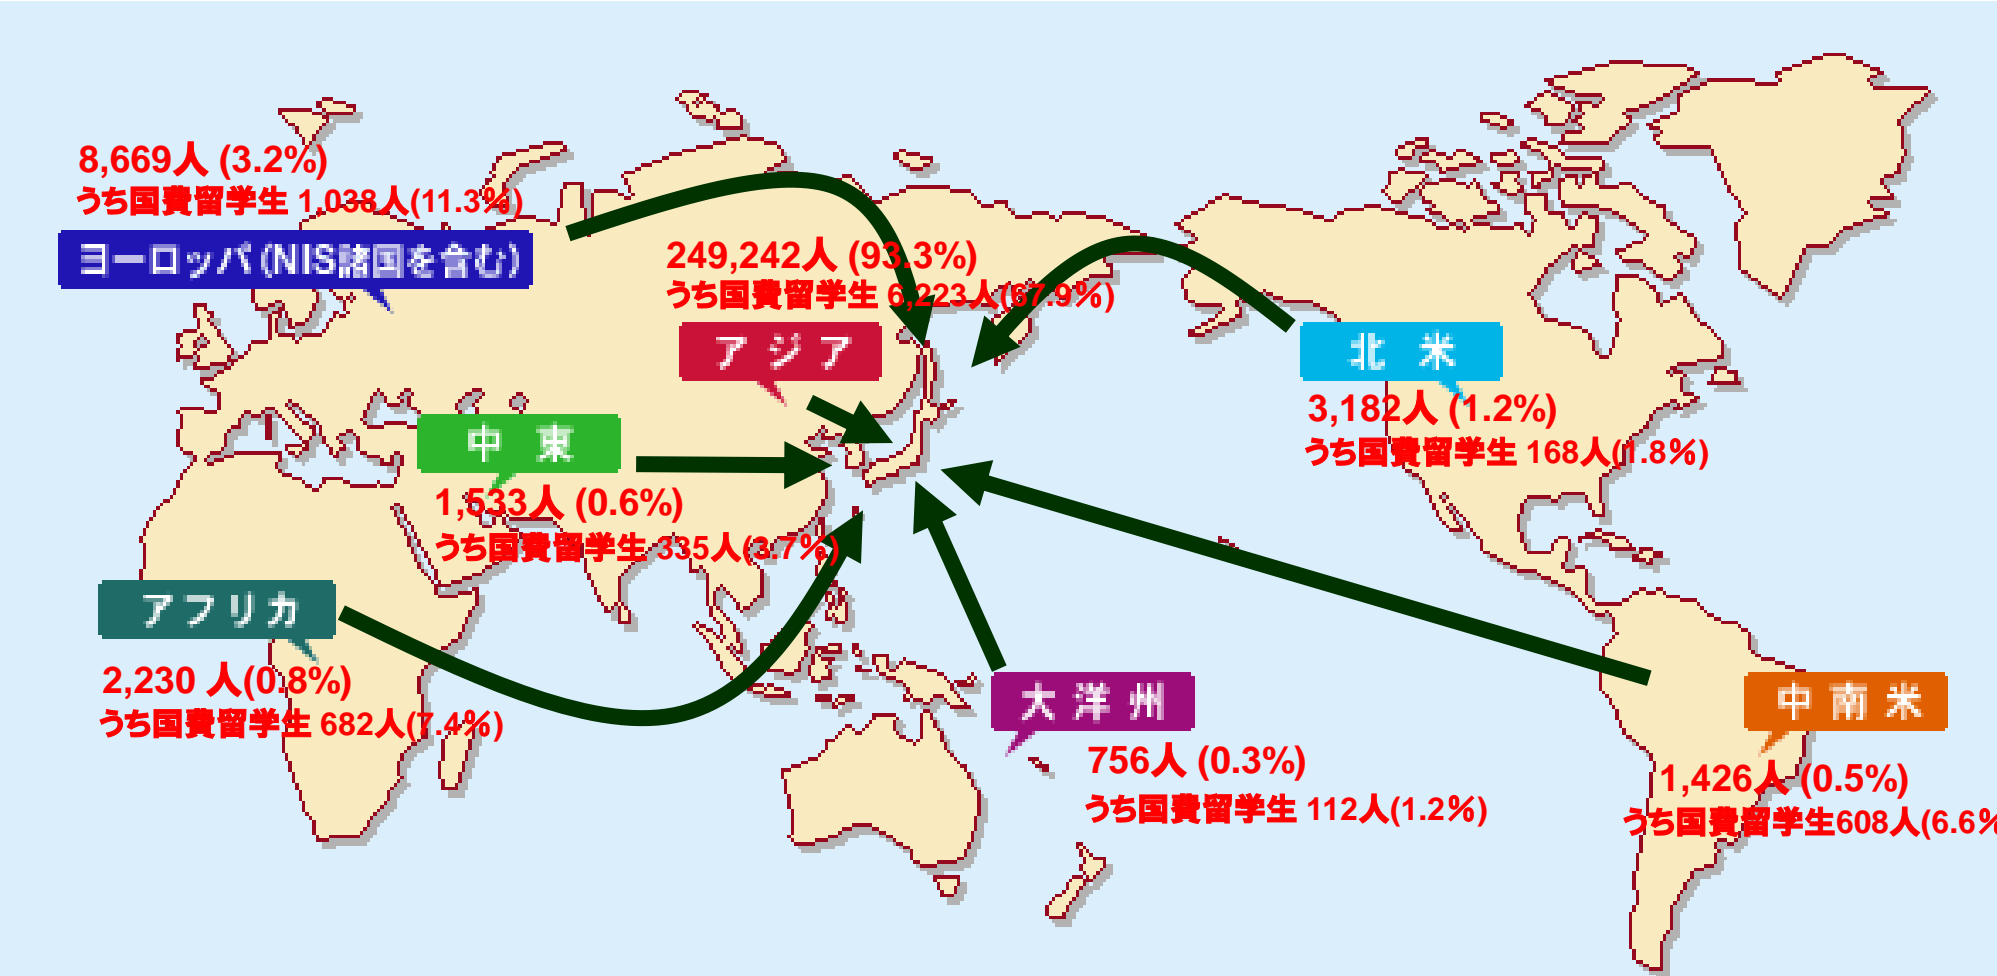 8,669人 (3.2%)
うち国費留学生 1,038人(11.3%)
ヨーロッパ(NIS諸国を含む)
249,242人 (93.3%)
うち国費留学生 6,223人(67.9%)
アジア
北 米
3,182人 (1.2%)
うち国費留学生 168人(1.8%)
中 東
1,533人 (0.6%)
うち国費留学生 335人(3.7%)
アフリカ
2,230 人(0.8%)
うち国費留学生 682人(7.4%)
大 洋 州
756人 (0.3%)
うち国費留学生 112人(1.2%)
中 南 米
1,426人 (0.5%)
うち国費留学生608人(6.6%